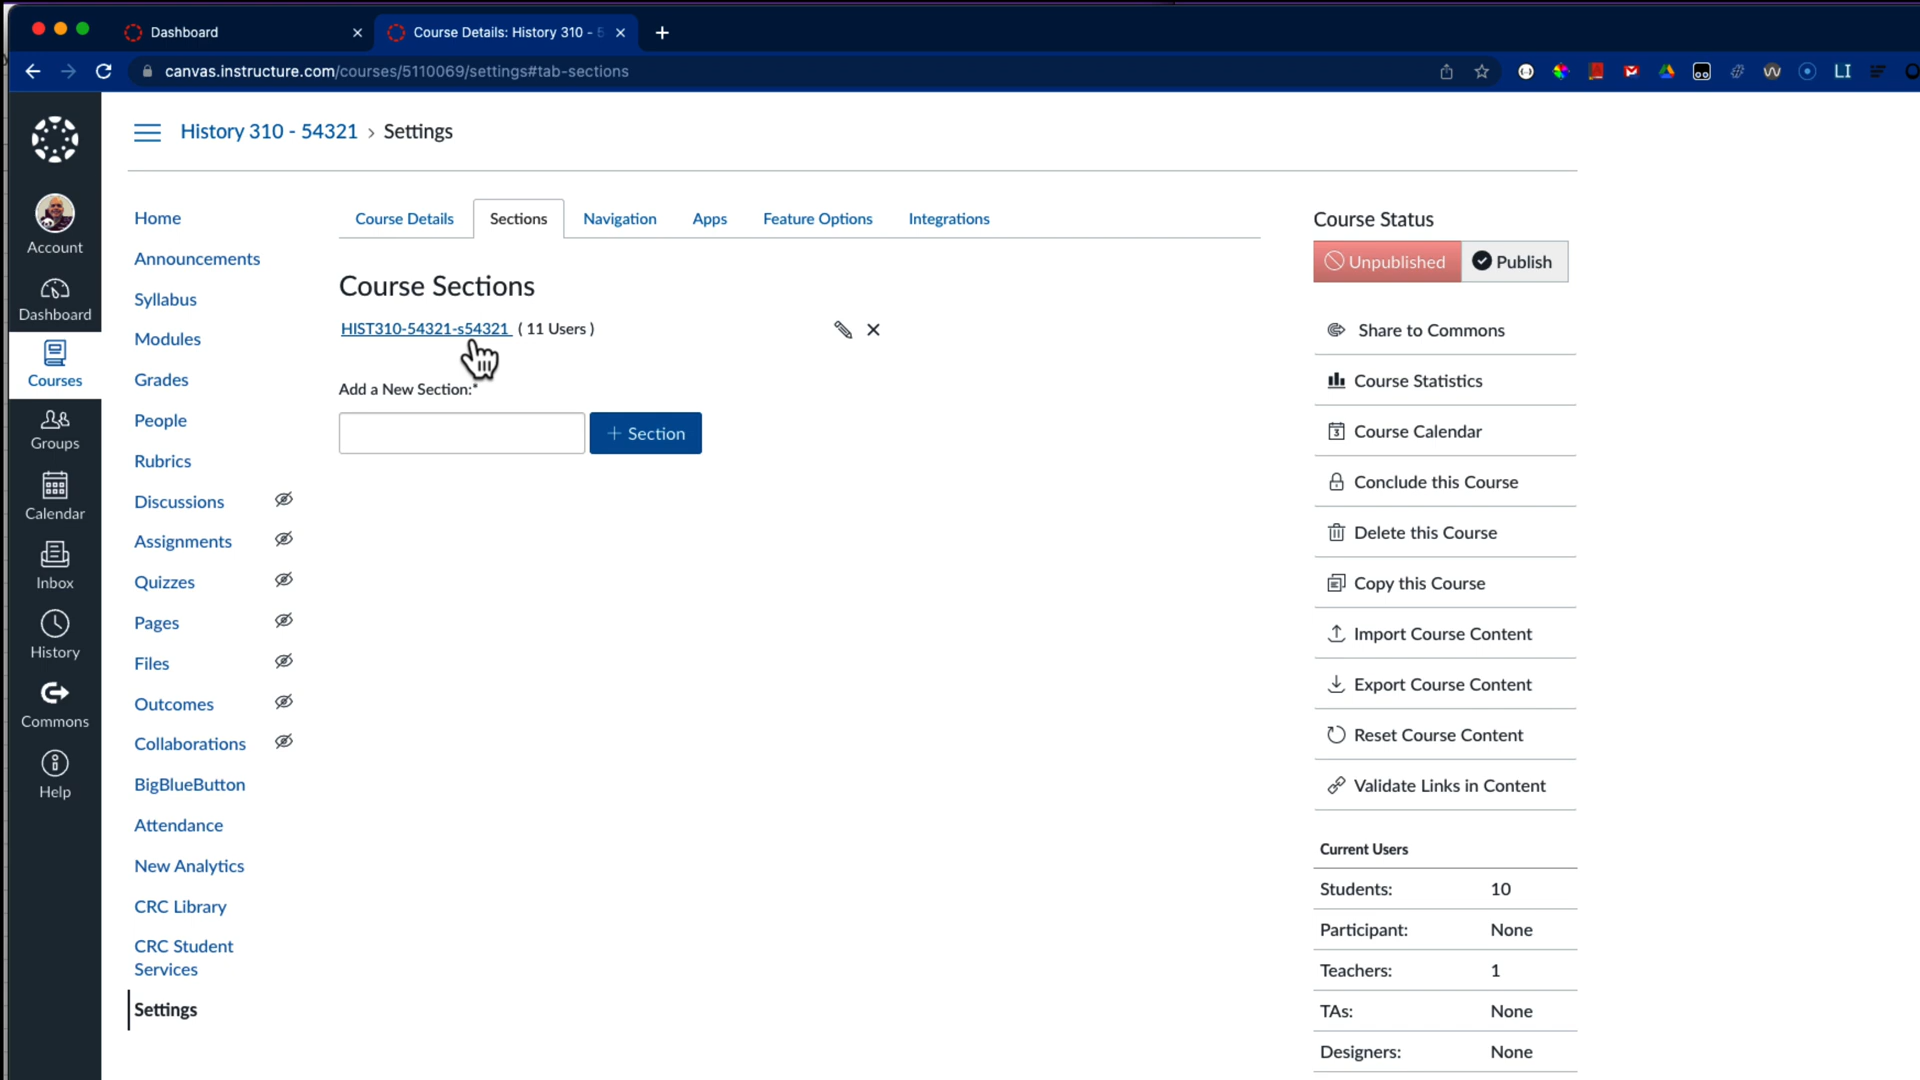 Dashboard
Course Details: History 310 - 5
canvas.instructure.com/courses/5110069/settings#tab-sections
LI
History 310 - 54321 > Settings
Account
Dashboard
Courses
Groups
Calendar
Inbox
History
Commons
Help
Home
Announcements
Syllabus
Modules
Grades
People
Rubrics
Discussions
Assignments
Quizzes
Pages
Files
Outcomes
Collaborations
BigBlueButton
Attendance
New Analytics
CRC Library
CRC Student
Services
Settings
Course Details Sections Navigation Apps Feature Options Integrations
Course Sections
HIST310-54321-s54321 ( 11 Users )
Add a New Section:*
+ Section
Course Status
Unpublished Publish
Share to Commons
Course Statistics
Course Calendar
Conclude this Course
Delete this Course
Copy this Course
Import Course Content
Export Course Content
Reset Course Content
Validate Links in Content
Current Users
Students: 10
Participant: None
Teachers: 1
TAs: None
Designers: None